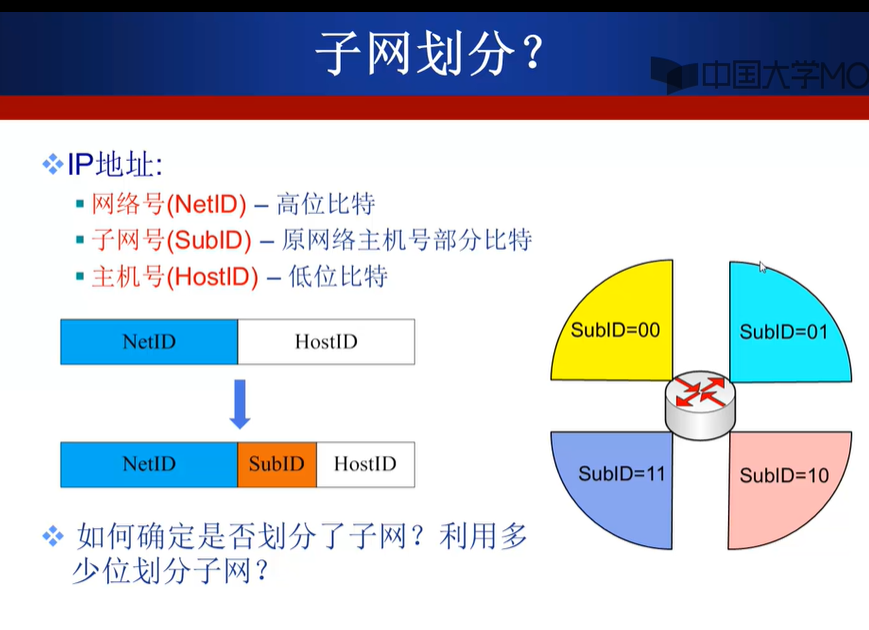 子网划分？
中国大学MO
IP地址:
网络号(NetID) – 高位比特
子网号(SubID) – 原网络主机号部分比特
主机号(HostID) – 低位比特
NetID HostID
NetID SubID HostID
SubID=00 SubID=01
SubID=11 SubID=10
如何确定是否划分了子网？利用多
少位划分子网？